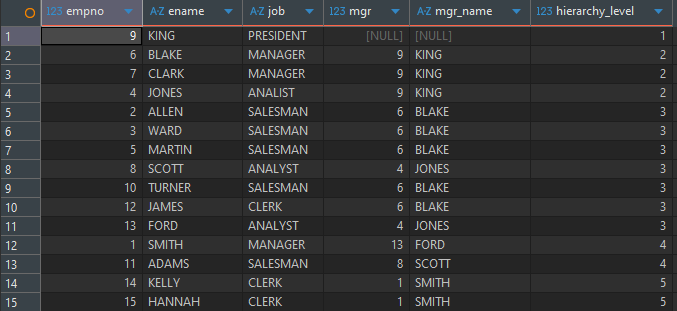 123 empno A-Z ename A-Z job 123 mgr A-Z mgr_name 123 hierarchy_level
1 9 KING PRESIDENT [NULL] [NULL] 1
2 6 BLAKE MANAGER 9 KING 2
3 7 CLARK MANAGER 9 KING 2
4 4 JONES ANALIST 9 KING 2
5 2 ALLEN SALESMAN 6 BLAKE 3
6 3 WARD SALESMAN 6 BLAKE 3
7 5 MARTIN SALESMAN 6 BLAKE 3
8 8 SCOTT ANALYST 4 JONES 3
9 10 TURNER SALESMAN 6 BLAKE 3
10 12 JAMES CLERK 6 BLAKE 3
11 13 FORD ANALYST 4 JONES 3
12 1 SMITH MANAGER 13 FORD 4
13 11 ADAMS SALESMAN 8 SCOTT 4
14 14 KELLY CLERK 1 SMITH 5
15 15 HANNAH CLERK 1 SMITH 5